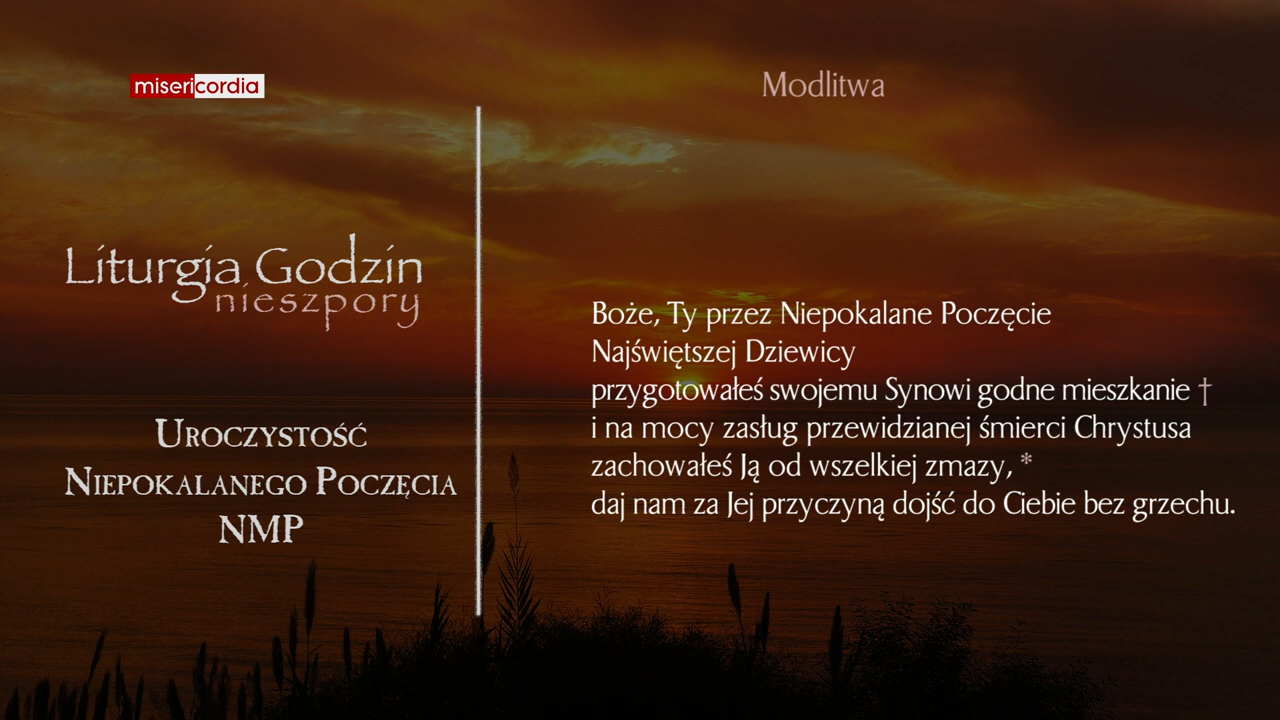 misericordia
Liturgia Godzin
nieszpory
Uroczystość
Niepokalanego Poczęcia
NMP
Modlitwa
Boże, Ty przez Niepokalane Poczęcie
Najświętszej Dziewicy
przygotowałeś swojemu Synowi godne mieszkanie †
i na mocy zasług przewidzianej śmierci Chrystusa
zachowałeś Ją od wszelkiej zmazy, *
daj nam za Jej przyczyną dojść do Ciebie bez grzechu.